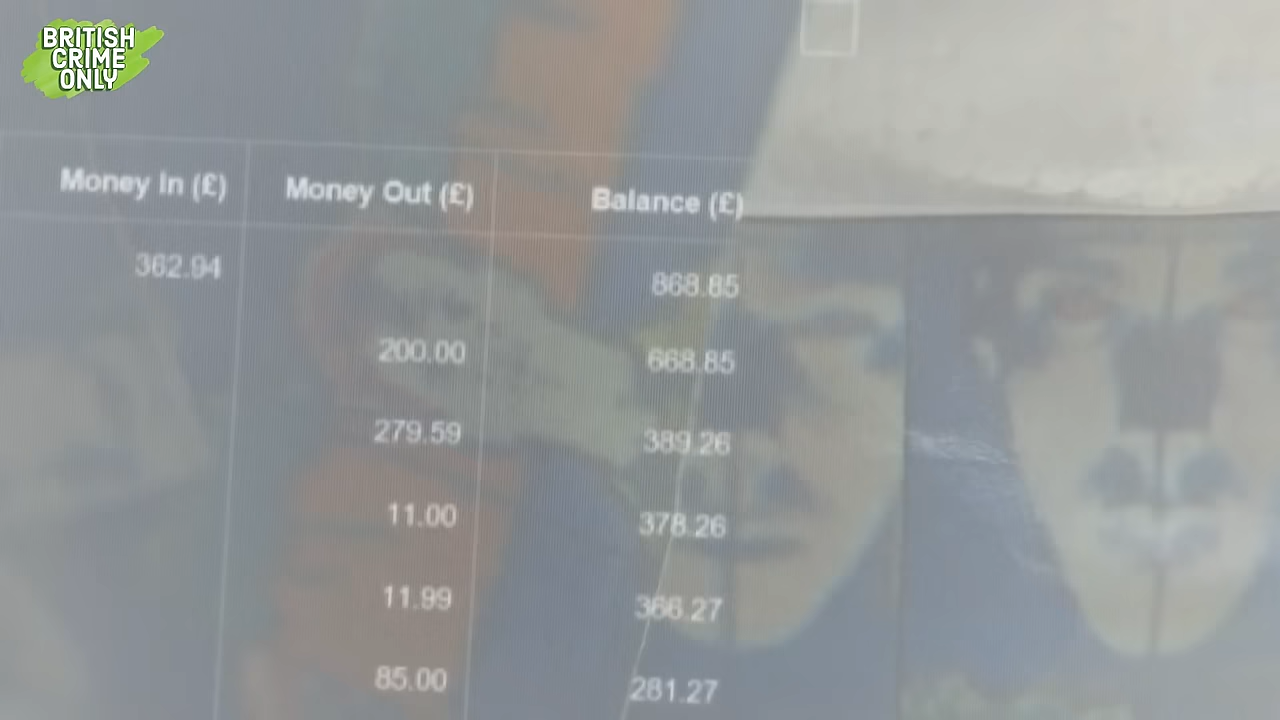 BRITISH
CRIME
ONLY
Money In (£) Money Out (£) Balance (£)
362.94 868.85
200.00 668.85
279.59 389.26
11.00 378.26
11.99 366.27
85.00 281.27